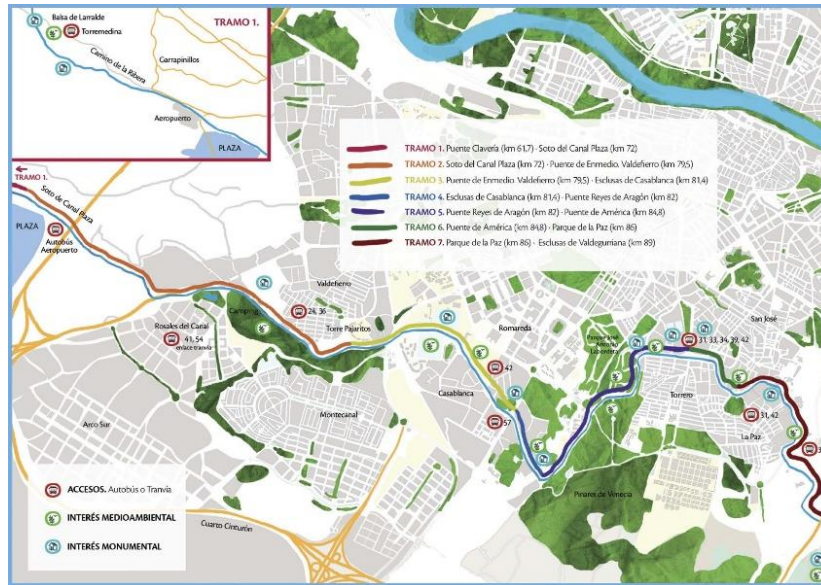 TRAMO 1.
Balsa de Larralde
Torremedina
Garrapinillos
Camino de la Ribera
Aeropuerto
PLAZA
TRAMO 1. Puente Clavería (km 61,7) · Soto del Canal Plaza (km 72)
TRAMO 2. Soto del Canal Plaza (km 72) · Puente de Enmedio. Valdefierro (km 79,5)
TRAMO 3. Puente de Enmedio. Valdefierro (km 79,5) · Esclusas de Casablanca (km 81,4)
TRAMO 4. Esclusas de Casablanca (km 81,4) · Puente Reyes de Aragón (km 82)
TRAMO 5. Puente Reyes de Aragón (km 82) · Puente de América (km 84,8)
TRAMO 6. Puente de América (km 84,8) · Parque de la Paz (km 86)
TRAMO 7. Parque de la Paz (km 86) · Esclusas de Valdegurriana (km 89)
TRAMO 1.
Soto de Canal Plaza
PLAZA
Autobús
Aeropuerto
Valdefierro
24, 36
Camping
Torre Pajaritos
Rosales del Canal
41, 54
enlace tranvía
Romareda
Parque José
Antonio
Labordeta
San José
31, 33, 34, 39, 42
42
Casablanca
57
Torrero
31, 42
La Paz
Montecanal
Arco Sur
Pinares de Venecia
Cuarto Cinturón
ACCESOS. Autobús o Tranvía
INTERÉS MEDIOAMBIENTAL
INTERÉS MONUMENTAL